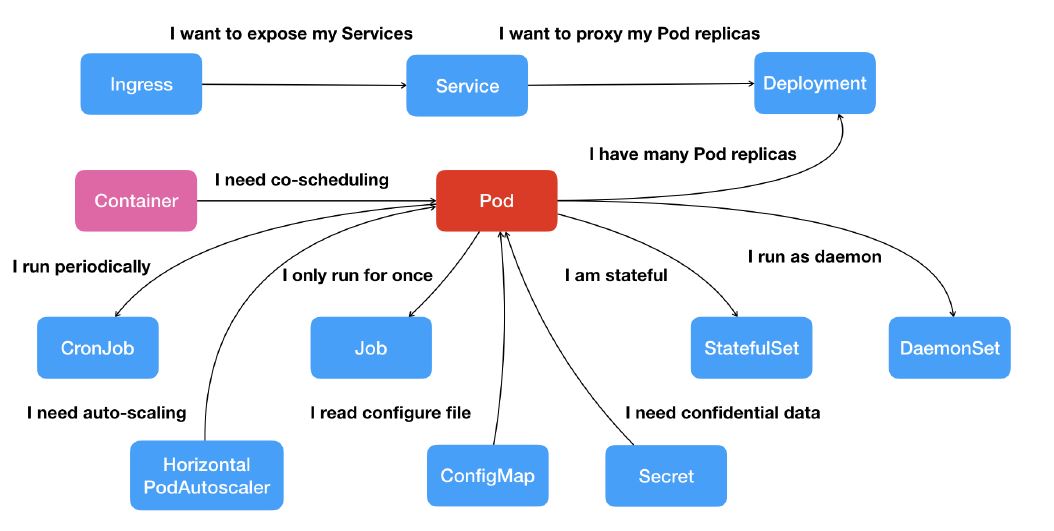 I want to expose my Services
I want to proxy my Pod replicas
Ingress
Service
Deployment
I have many Pod replicas
I need co-scheduling
Container
Pod
I run periodically
I only run for once
I am stateful
I run as daemon
CronJob
Job
StatefulSet
DaemonSet
I need auto-scaling
I read configure file
I need confidential data
Horizontal
PodAutoscaler
ConfigMap
Secret